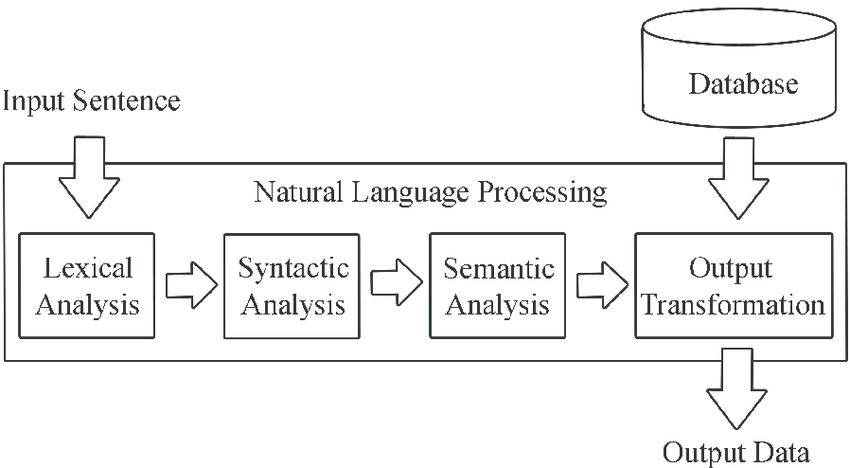 Database
Input Sentence
Natural Language Processing
Lexical
Analysis
Syntactic
Analysis
Semantic
Analysis
Output
Transformation
Output Data